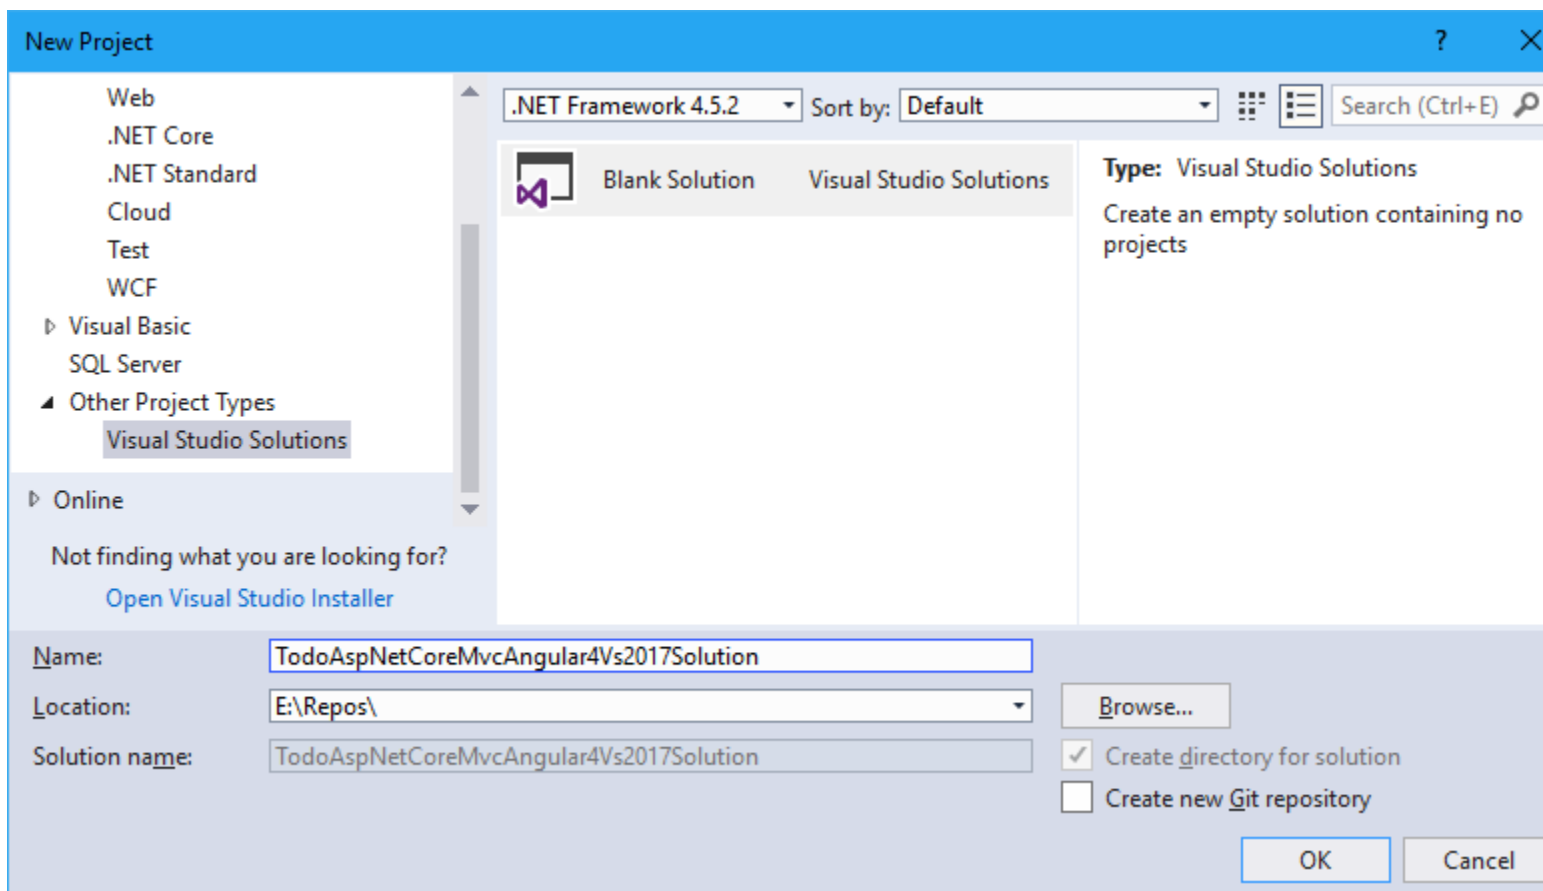 New Project ?
Web
.NET Core
.NET Standard
Cloud
Test
WCF
Visual Basic
SQL Server
Other Project Types
Visual Studio Solutions
Online
Not finding what you are looking for?
Open Visual Studio Installer
.NET Framework 4.5.2 Sort by: Default Search (Ctrl+E)
Blank Solution Visual Studio Solutions
Type: Visual Studio Solutions
Create an empty solution containing no
projects
Name: TodoAspNetCoreMvcAngular4Vs2017Solution
Location: E:\Repos\ Browse...
Solution name: TodoAspNetCoreMvcAngular4Vs2017Solution Create directory for solution
Create new Git repository
OK Cancel